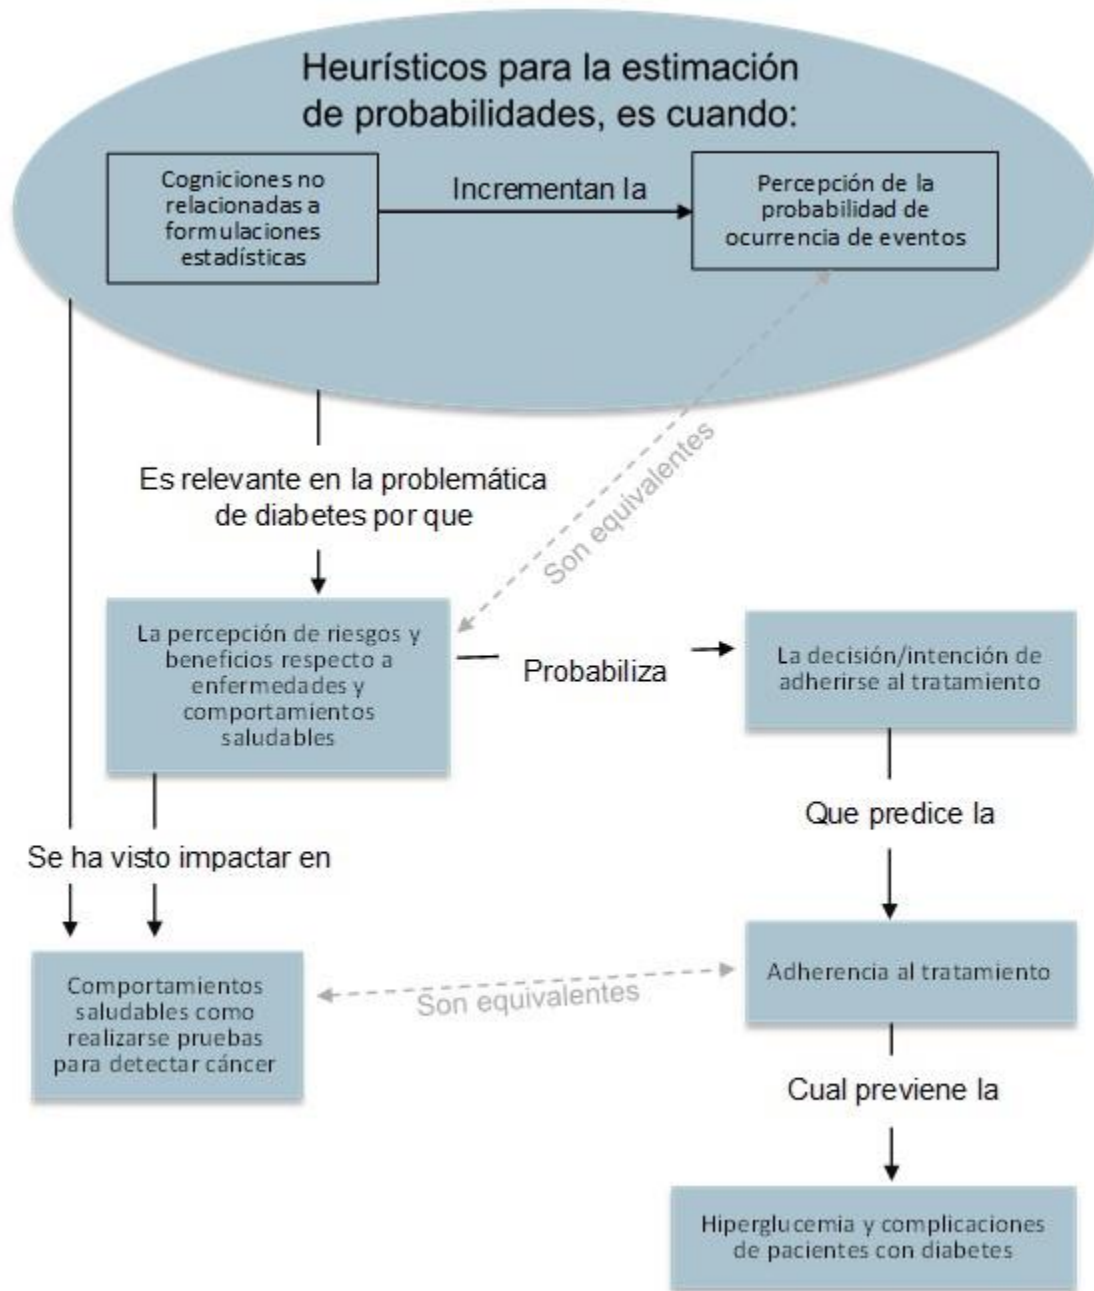 Heurísticos para la estimación
de probabilidades, es cuando:
Cogniciones no
relacionadas a
formulaciones
estadísticas
Incrementan la
Percepción de la
probabilidad de
ocurrencia de eventos
Es relevante en la problemática
de diabetes por que
Son equivalentes
La percepción de riesgos y
beneficios respecto a
enfermedades y
comportamientos
saludables
Probabiliza
La decisión/intención de
adherirse al tratamiento
Que predice la
Se ha visto impactar en
Comportamientos
saludables como
realizarse pruebas
para detectar cáncer
Son equivalentes
Adherencia al tratamiento
Cual previene la
Hiperglucemia y complicaciones
de pacientes con diabetes